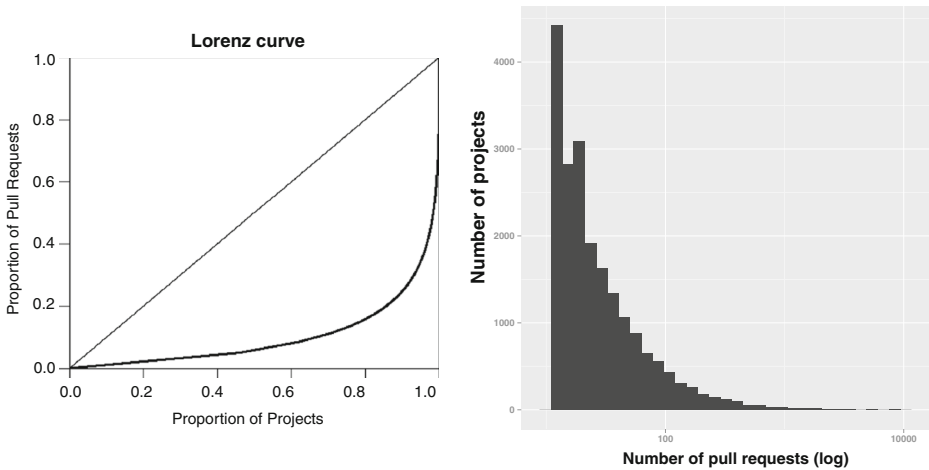 Lorenz curve
Proportion of Pull Requests
1.0
0.8
0.6
0.4
0.2
0.0
0.0 0.2 0.4 0.6 0.8 1.0
Proportion of Projects
Number of projects
4000
3000
2000
1000
0
100 10000
Number of pull requests (log)